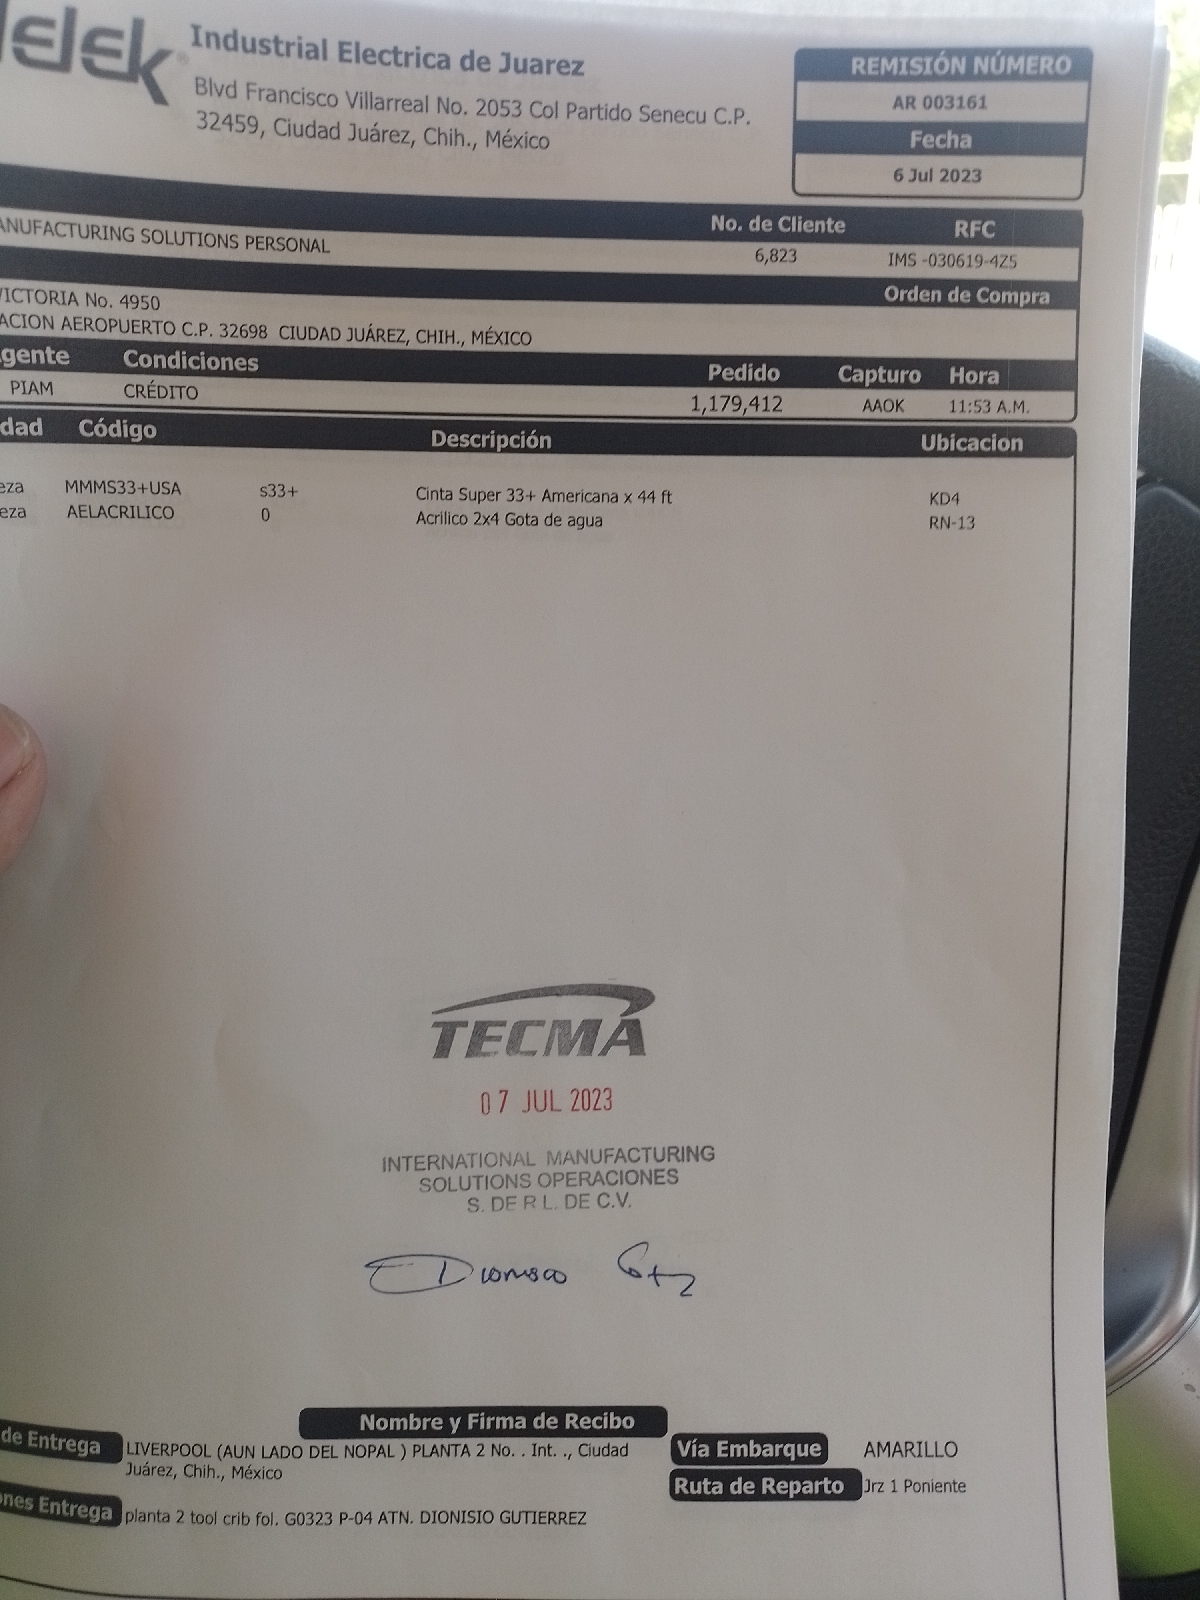 elek®
Industrial Electrica de Juarez
Blvd Francisco Villarreal No. 2053 Col Partido Senecu C.P.
32459, Ciudad Juárez, Chih., México
REMISIÓN NÚMERO
AR 003161
Fecha
6 Jul 2023
No. de Cliente RFC
ANUFACTURING SOLUTIONS PERSONAL 6,823 IMS -030619-4Z5
Orden de Compra
VICTORIA No. 4950
ACION AEROPUERTO C.P. 32698 CIUDAD JUÁREZ, CHIH., MÉXICO
gente Condiciones Pedido Capturo Hora
PIAM CRÉDITO 1,179,412 AAOK 11:53 A.M.
dad Código Descripción Ubicacion
eza MMMS33+USA s33+ Cinta Super 33+ Americana x 44 ft KD4
eza AELACRILICO 0 Acrilico 2x4 Gota de agua RN-13
TECMA
07 JUL 2023
INTERNATIONAL MANUFACTURING
SOLUTIONS OPERACIONES
S. DE R L. DE C.V.
Dionisio Gtz
Nombre y Firma de Recibo
de Entrega LIVERPOOL (AUN LADO DEL NOPAL ) PLANTA 2 No. . Int. ., Ciudad
Juárez, Chih., México
Vía Embarque AMARILLO
Ruta de Reparto Jrz 1 Poniente
nes Entrega planta 2 tool crib fol. G0323 P-04 ATN. DIONISIO GUTIERREZ